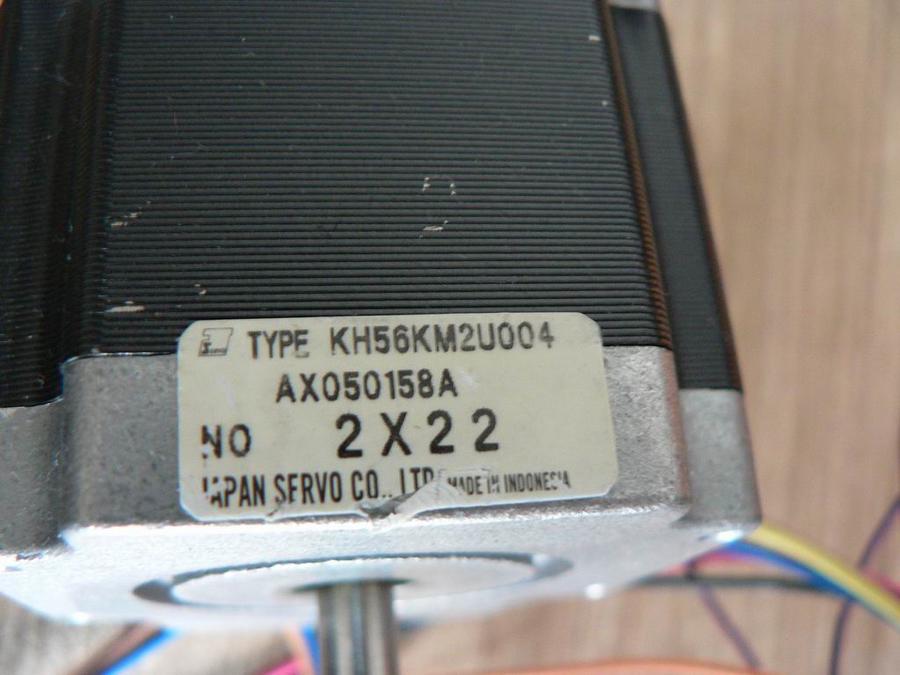 TYPE KH56KM2U004
AX050158A
NO 2X22
JAPAN SERVO CO., LTD. MADE IN INDONESIA